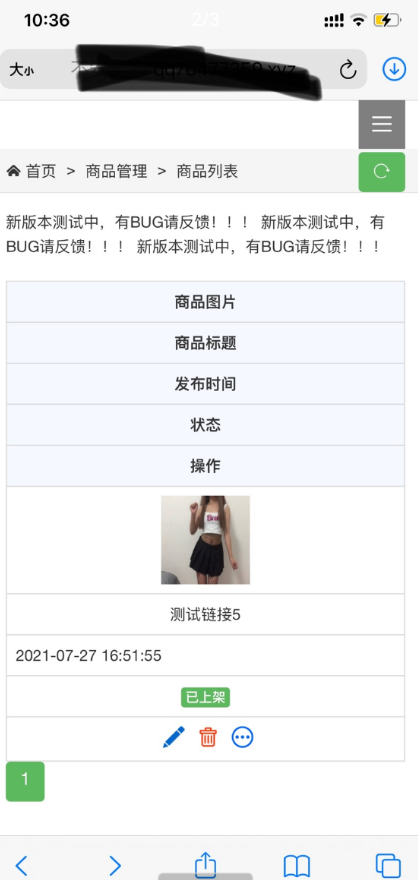 10:36
2/3
大小
首页 > 商品管理 > 商品列表
新版本测试中，有BUG请反馈！！！ 新版本测试中，有
BUG请反馈！！！ 新版本测试中，有BUG请反馈！！！
商品图片
商品标题
发布时间
状态
操作
测试链接5
2021-07-27 16:51:55
已上架
1